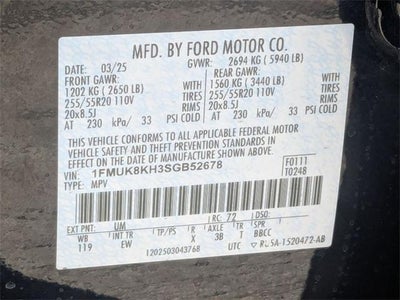 MFD. BY FORD MOTOR CO.
DATE: 03/25 GVWR: 2694 KG ( 5940 LB)
FRONT GAWR: REAR GAWR:
1202 KG ( 2650 LB) 1560 KG ( 3440 LB)
255/55R20 110V TIRES 255/55R20 110V TIRES
20x8.5J RIMS 20x8.5J RIMS
AT 230 kPa/ 33 PSI COLD AT 230 kPa/ 33 PSI COLD
THIS VEHICLE CONFORMS TO ALL APPLICABLE FEDERAL MOTOR
VEHICLE SAFETY AND THEFT PREVENTION STANDARDS IN
EFFECT ON THE DATE OF MANUFACTURE SHOWN ABOVE.
VIN: 1FMUK8KH3SGB52678 F0111
TYPE: MPV T0248
EXT PNT: UM RC: 72 DSO:
WB INT TR TP/PS R AX TR SPR
119 EW X 3B T BBCC
1202503043768 UTC